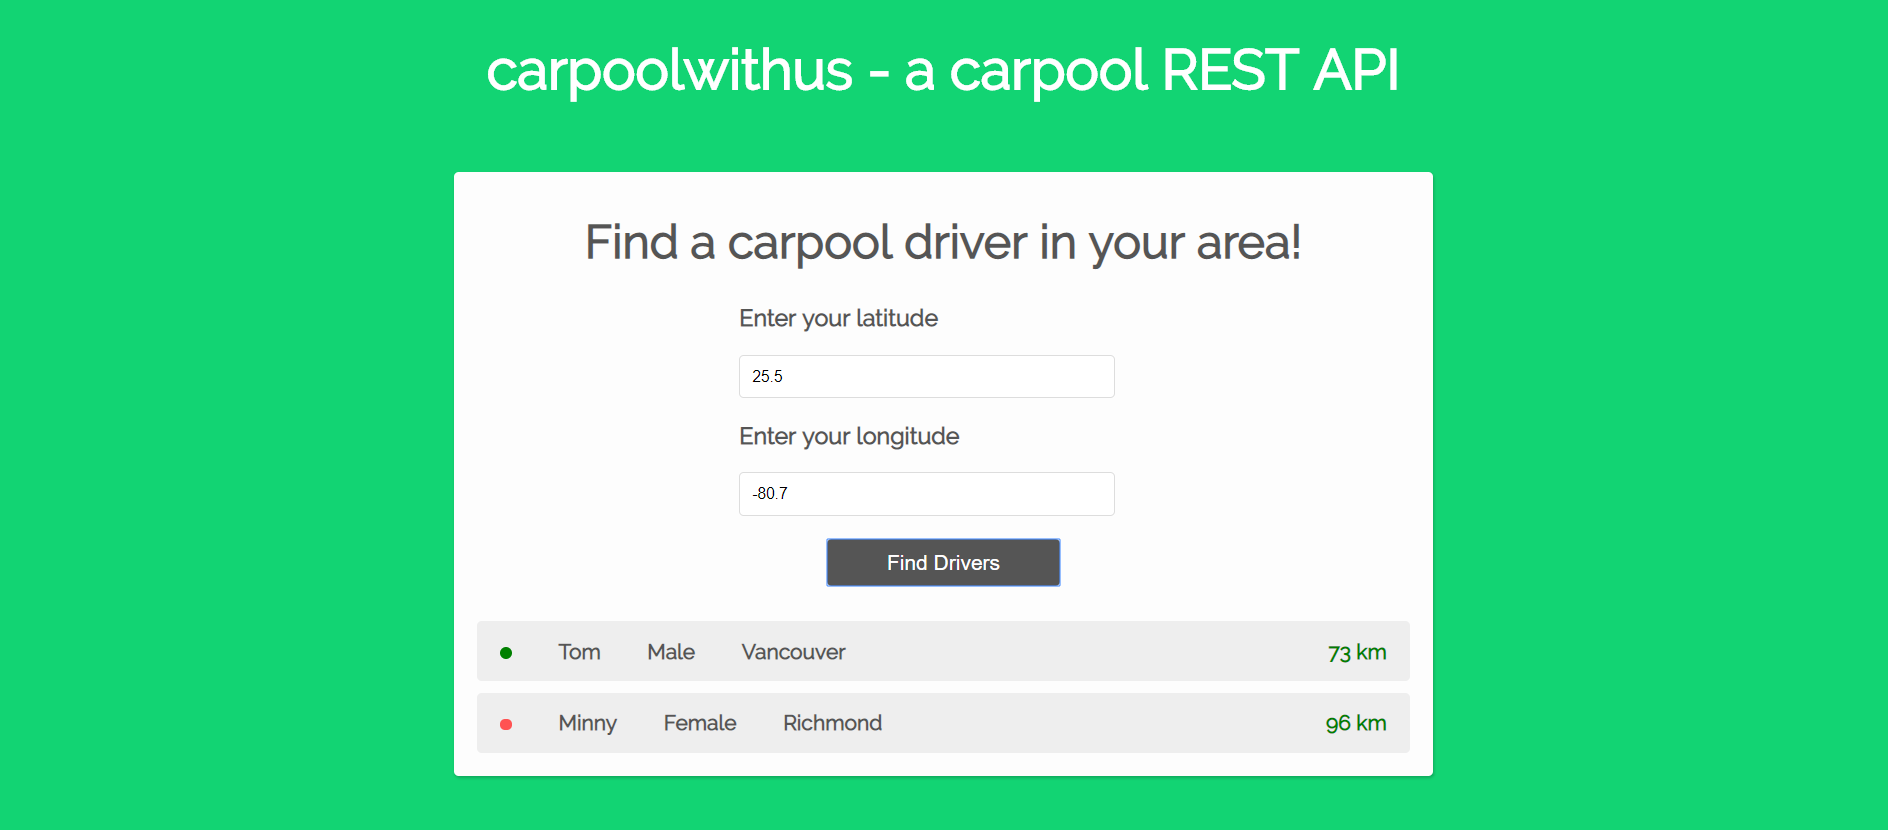 carpoolwithus - a carpool REST API
Find a carpool driver in your area!
Enter your latitude
25.5
Enter your longitude
-80.7
Find Drivers
Tom Male Vancouver 73 km
Minny Female Richmond 96 km